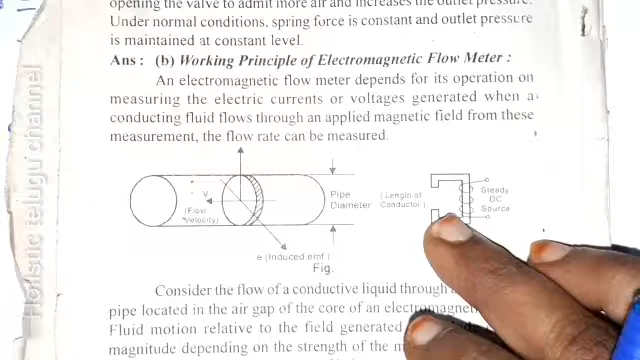 opening the valve to admit more air and increases the outlet pressure.
Under normal conditions, spring force is constant and outlet pressure
is maintained at constant level.
Ans : (b) Working Principle of Electromagnetic Flow Meter :
An electromagnetic flow meter depends for its operation on
measuring the electric currents or voltages generated when a
conducting fluid flows through an applied magnetic field from these
measurement, the flow rate can be measured.
V
(Flow
Velocity)
Pipe
Diameter
( Length of
Conductor )
Steady
DC
Source
e (Induced emf )
Fig.
Consider the flow of a conductive liquid through
pipe located in the air gap of the core of an electromagnet
Fluid motion relative to the field generated
magnitude depending on the strength of the
Holistic telugu channel